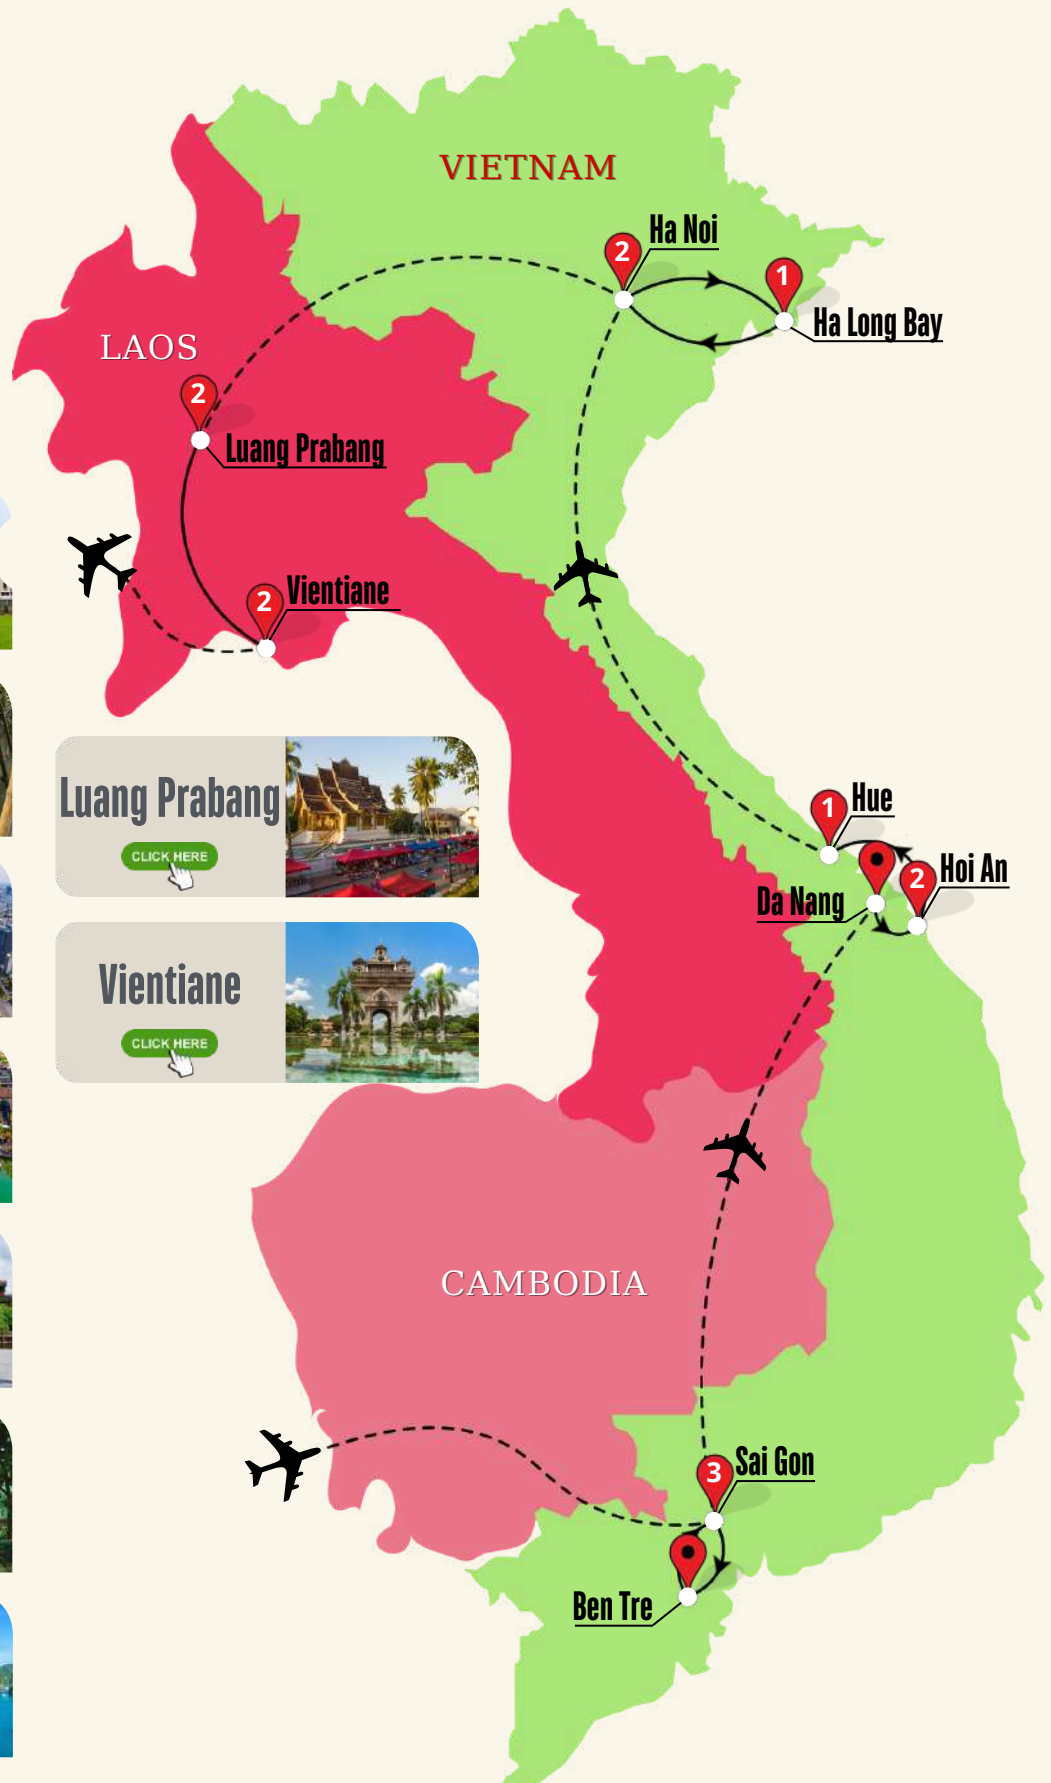 VIETNAM
2
Ha Noi
1
Ha Long Bay
LAOS
2
Luang Prabang
2
Vientiane
Luang Prabang
CLICK HERE
1
Hue
2
Hoi An
Da Nang
Vientiane
CLICK HERE
CAMBODIA
3
Sai Gon
Ben Tre